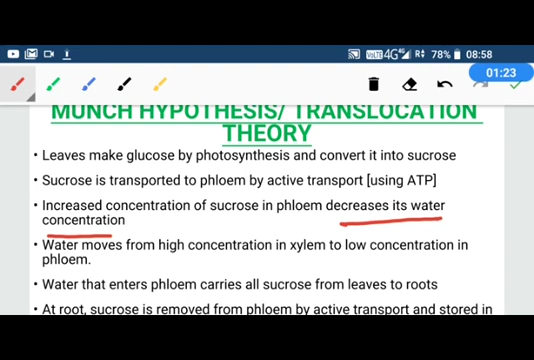 VoLTE 4G 4G R 78% 08:58
01:23
MUNCH HYPOTHESIS/ TRANSLOCATION
THEORY
• Leaves make glucose by photosynthesis and convert it into sucrose
• Sucrose is transported to phloem by active transport [using ATP]
• Increased concentration of sucrose in phloem decreases its water
concentration
• Water moves from high concentration in xylem to low concentration in
phloem.
• Water that enters phloem carries all sucrose from leaves to roots
• At root, sucrose is removed from phloem by active transport and stored in